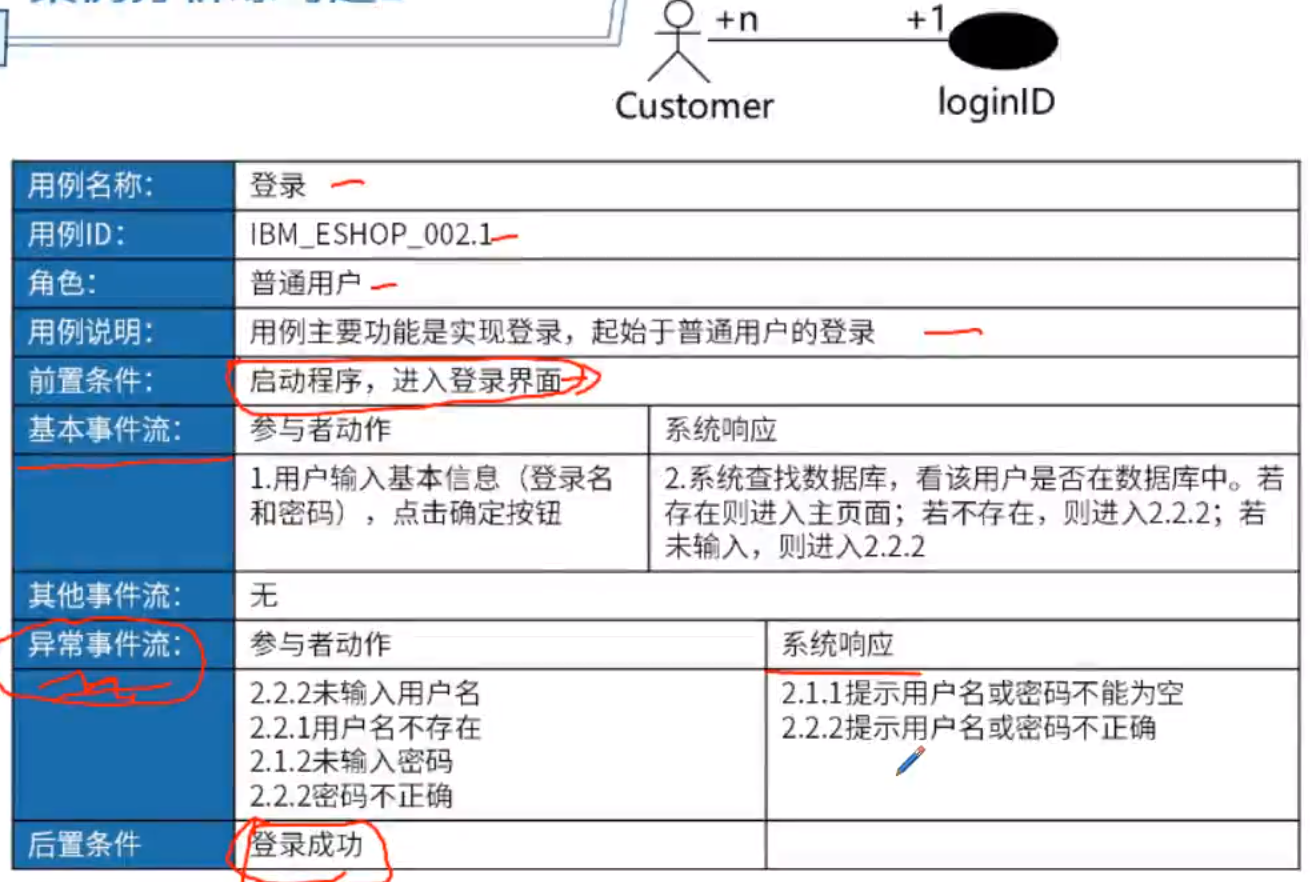 +n
+1
Customer
loginID
用例名称：
登录
用例ID：
IBM_ESHOP_002.1
角色：
普通用户
用例说明：
用例主要功能是实现登录，起始于普通用户的登录
前置条件：
启动程序，进入登录界面
基本事件流：
参与者动作
系统响应
1.用户输入基本信息（登录名
和密码），点击确定按钮
2.系统查找数据库，看该用户是否在数据库中。若
存在则进入主页面；若不存在，则进入2.2.2；若
未输入，则进入2.2.2
其他事件流：
无
异常事件流：
参与者动作
系统响应
2.2.2未输入用户名
2.2.1用户名不存在
2.1.2未输入密码
2.2.2密码不正确
2.1.1提示用户名或密码不能为空
2.2.2提示用户名或密码不正确
后置条件
登录成功